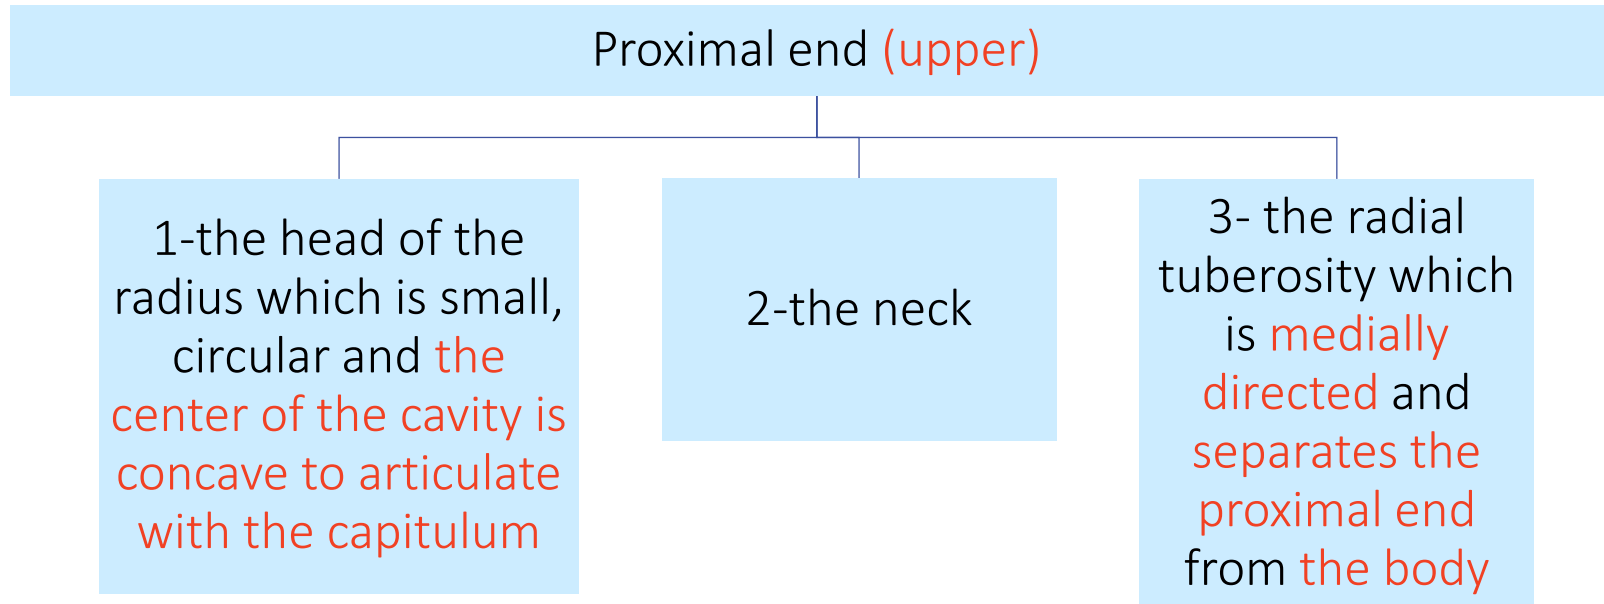 Proximal end (upper)
1-the head of the
radius which is small,
circular and the
center of the cavity is
concave to articulate
with the capitulum
2-the neck
3- the radial
tuberosity which
is medially
directed and
separates the
proximal end
from the body